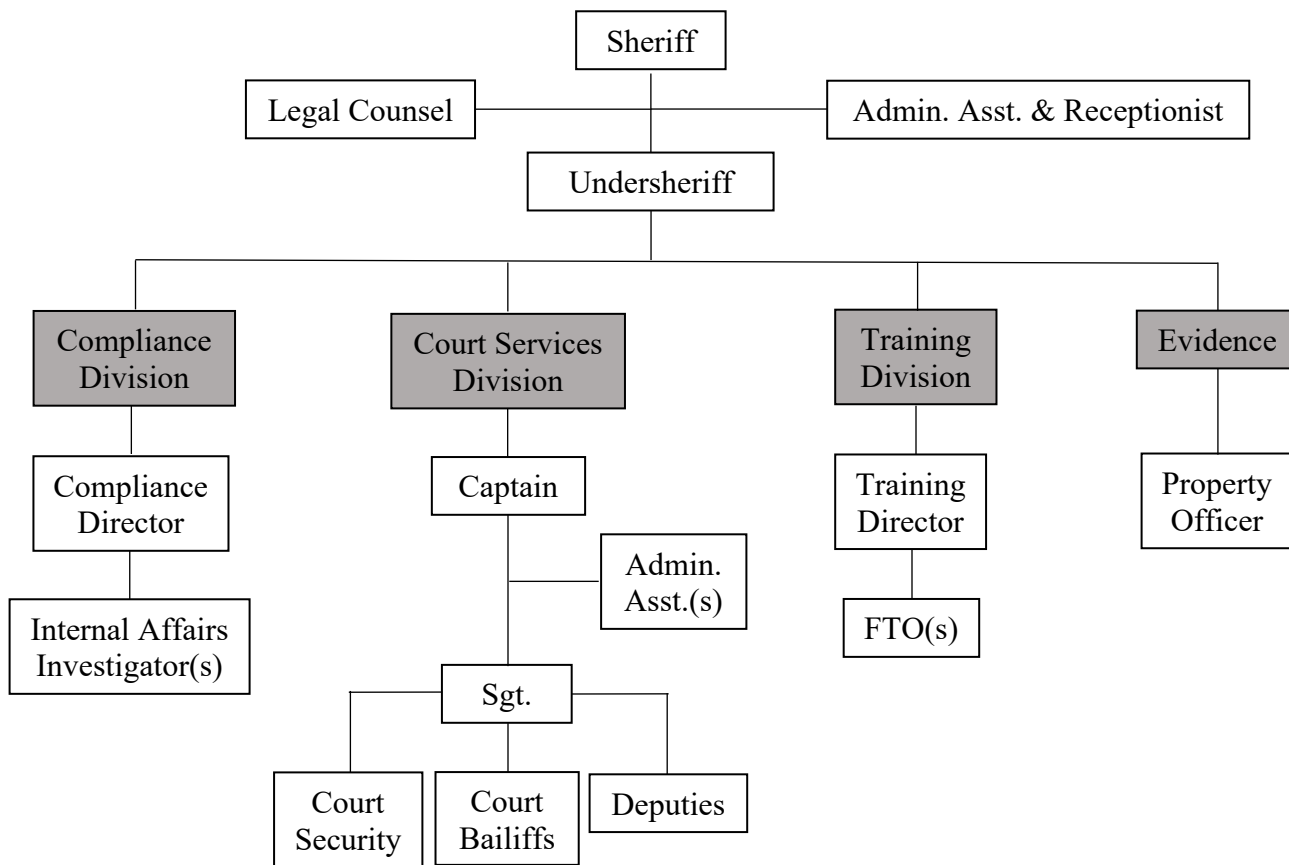 Sheriff
Legal Counsel
Admin. Asst. & Receptionist
Undersheriff
Compliance
Division
Court Services
Division
Training
Division
Evidence
Compliance
Director
Captain
Training
Director
Property
Officer
Admin.
Asst.(s)
Internal Affairs
Investigator(s)
FTO(s)
Sgt.
Court
Security
Court
Bailiffs
Deputies